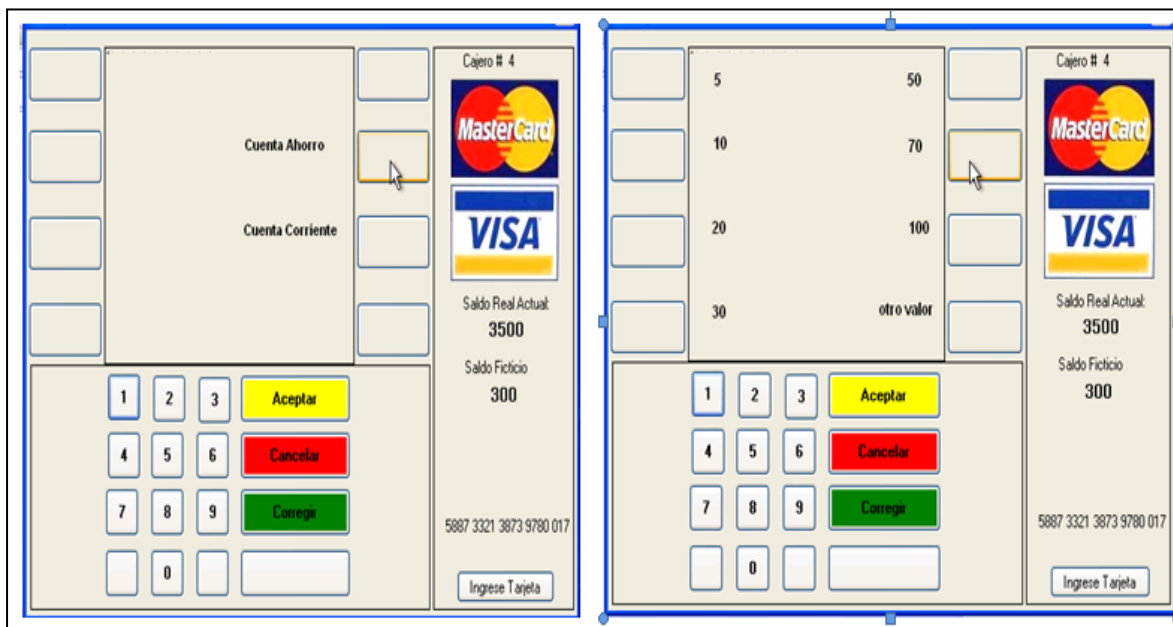 Cajero # 4
MasterCard
Cuenta Ahorro
Cuenta Corriente
VISA
Saldo Real Actual:
3500
Saldo Ficticio
300
1 2 3 Aceptar
4 5 6 Cancelar
7 8 9 Corregir
0
5887 3321 3873 9780 017
Ingrese Tarjeta
Cajero # 4
5 50
MasterCard
10 70
20 100
VISA
30 otro valor
Saldo Real Actual:
3500
Saldo Ficticio
300
1 2 3 Aceptar
4 5 6 Cancelar
7 8 9 Corregir
0
5887 3321 3873 9780 017
Ingrese Tarjeta